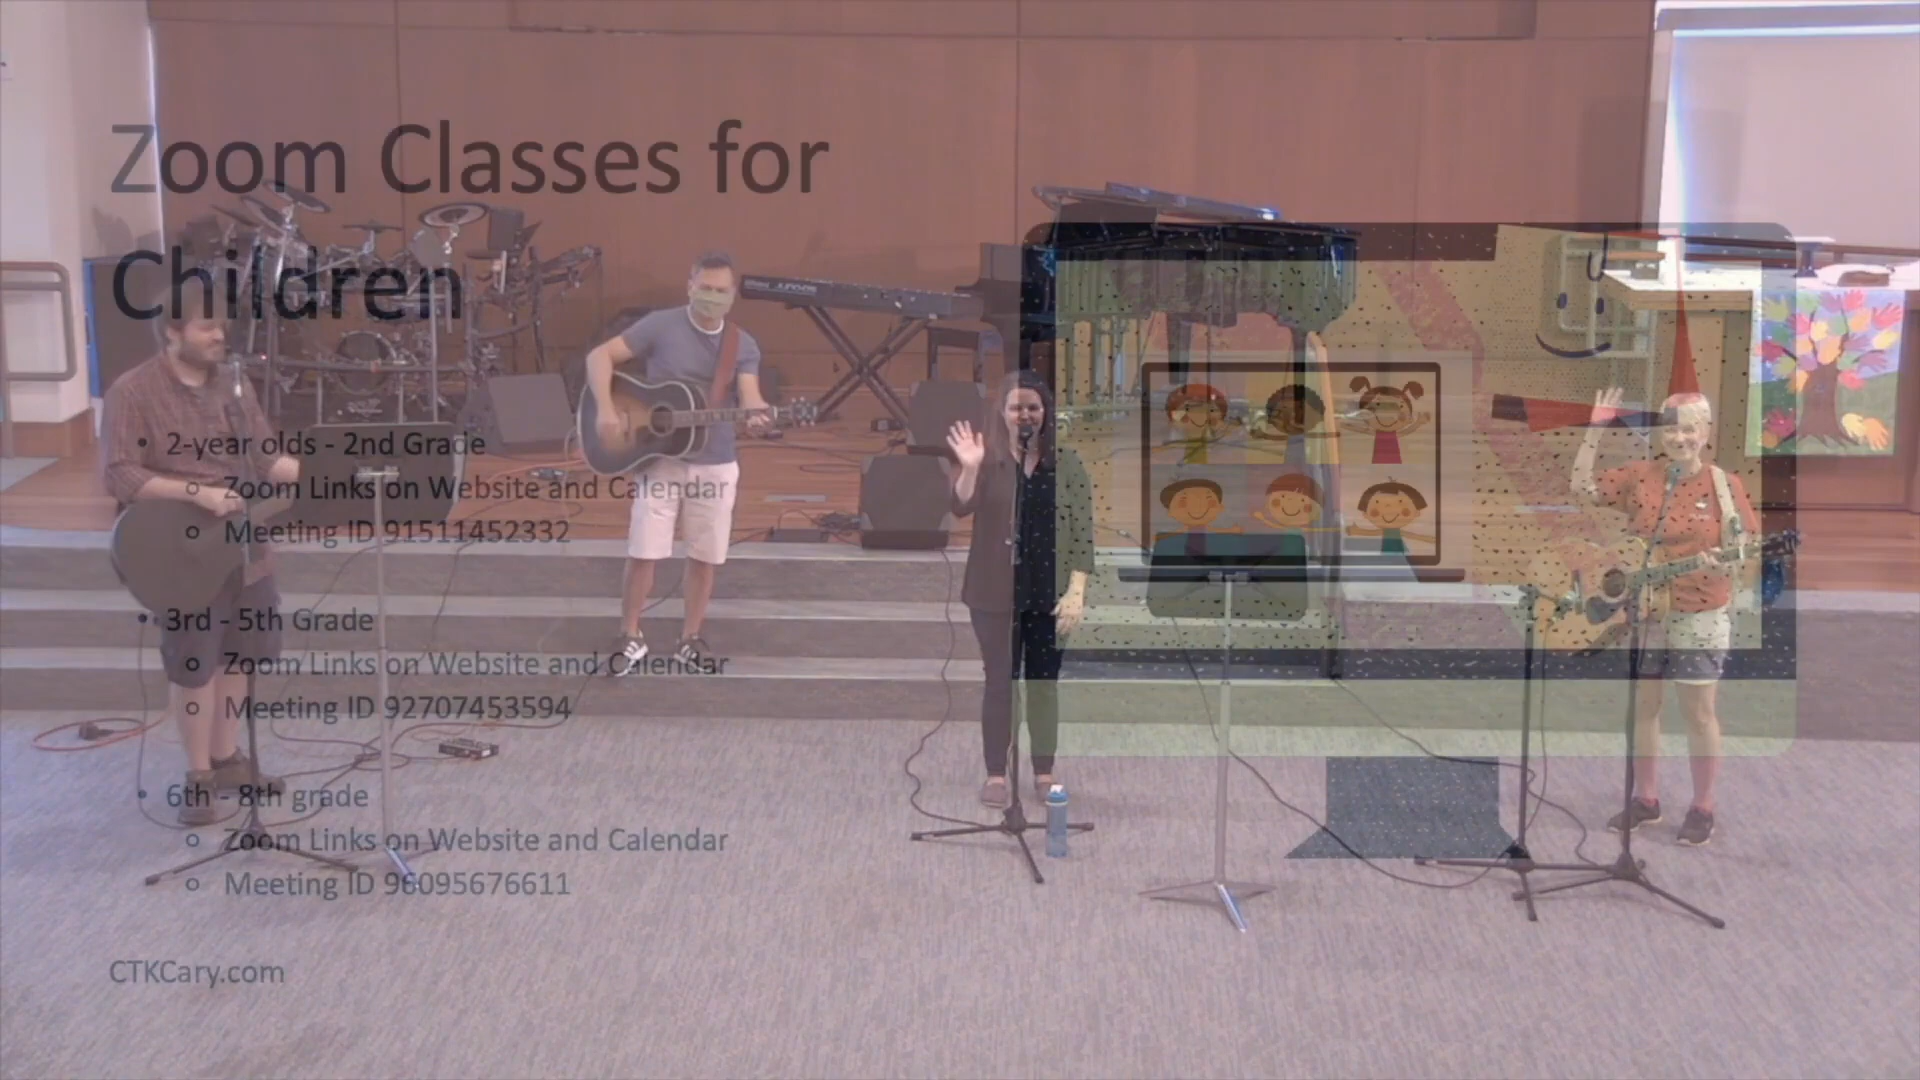 Zoom Classes for
Children
• 2-year olds - 2nd Grade
o Zoom Links on Website and Calendar
o Meeting ID 91511452332
• 3rd - 5th Grade
o Zoom Links on Website and Calendar
o Meeting ID 92707453594
• 6th - 8th grade
o Zoom Links on Website and Calendar
o Meeting ID 96095676611
CTKCary.com